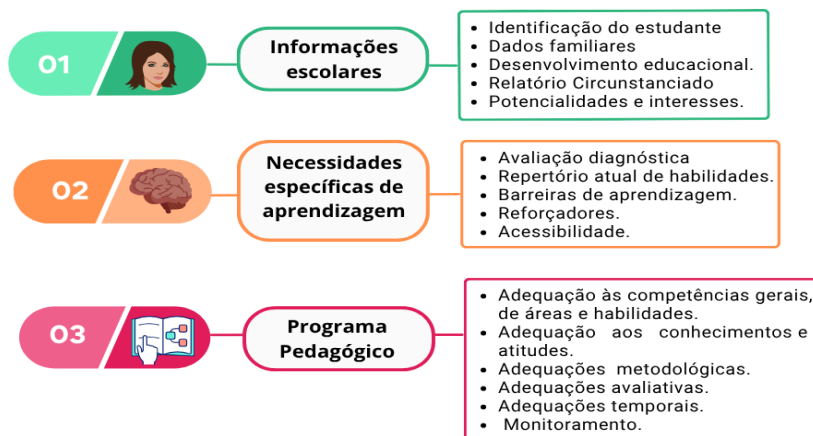 01
Informações
escolares
• Identificação do estudante
• Dados familiares
• Desenvolvimento educacional.
• Relatório Circunstanciado
• Potencialidades e interesses.
02
Necessidades
específicas de
aprendizagem
• Avaliação diagnóstica
• Repertório atual de habilidades.
• Barreiras de aprendizagem.
• Reforçadores.
• Acessibilidade.
03
Programa
Pedagógico
• Adequação às competências gerais,
de áreas e habilidades.
• Adequação aos conhecimentos e
atitudes.
• Adequações metodológicas.
• Adequações avaliativas.
• Adequações temporais.
• Monitoramento.